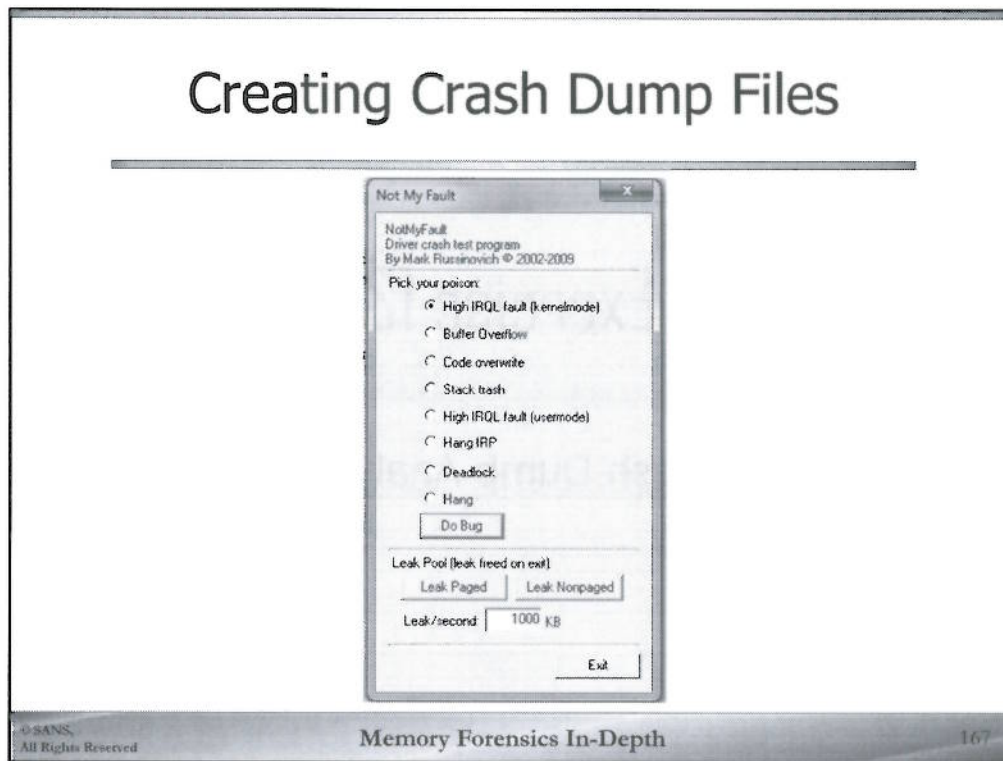 Creating Crash Dump Files
Not My Fault
x
NotMyFault
Driver crash test program
By Mark Russinovich © 2002-2009
Pick your poison:
High IRQL fault (kernelmode)
Buffer Overflow
Code overwrite
Stack trash
High IRQL fault (usermode)
Hang IRP
Deadlock
Hang
Do Bug
Leak Pool (leak freed on exit)
Leak Paged Leak Nonpaged
Leak/second: 1000 KB
Exit
© SANS,
All Rights Reserved
Memory Forensics In-Depth
167